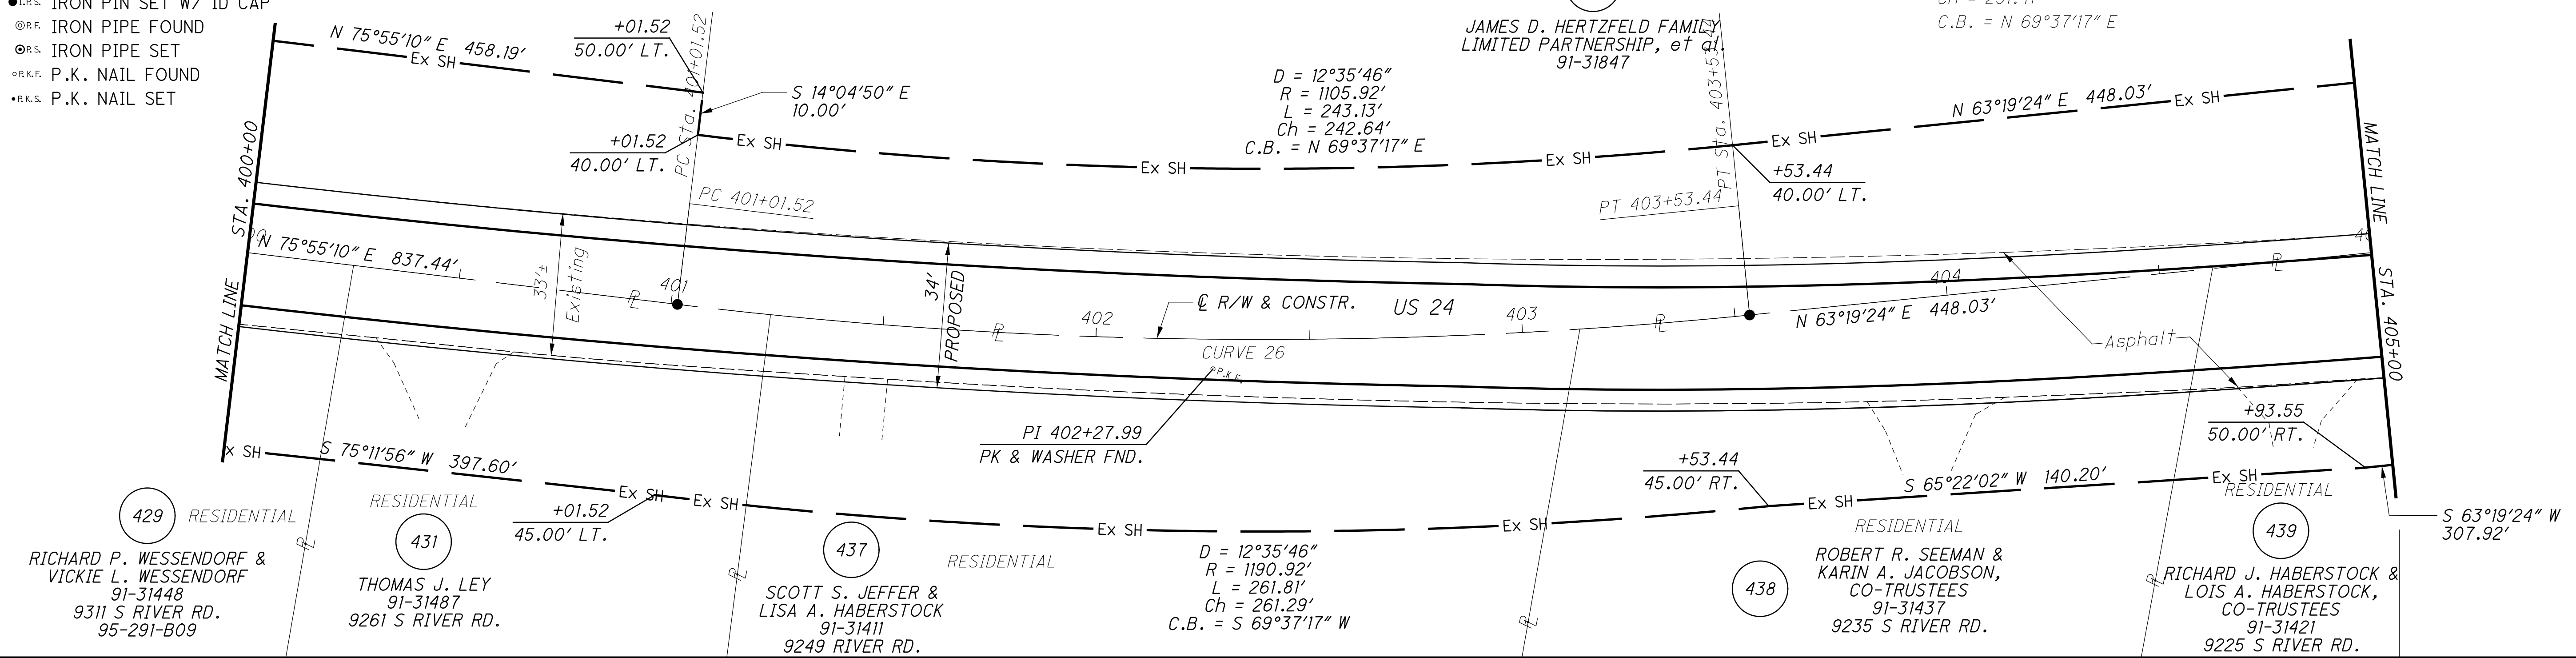 ●I.P.S. IRON PIN SET W/ ID CAP
P.F. IRON PIPE FOUND
P.S. IRON PIPE SET
P.K.F. P.K. NAIL FOUND
P.K.S. P.K. NAIL SET
N 75°55'10" E 458.19'
Ex SH
+01.52
50.00' LT.
PC Sta. 401+01.52
S 14°04'50" E
10.00'
+01.52
40.00' LT.
Ex SH
PC 401+01.52
D = 12°35'46"
R = 1105.92'
L = 243.13'
Ch = 242.64'
C.B. = N 69°37'17" E
Ex SH
JAMES D. HERTZFELD FAMILY
LIMITED PARTNERSHIP, et al.
91-31847
PT Sta. 403+53.44
C.B. = N 69°37'17" E
Ex SH
Ex SH
N 63°19'24" E 448.03'
Ex SH
+53.44
40.00' LT.
PT 403+53.44
MATCH LINE STA. 400+00
MATCH LINE STA. 405+00
N 75°55'10" E 837.44'
33'±
Existing
PL
401
34'
PROPOSED
PL
402
℄ R/W & CONSTR. US 24
403
CURVE 26
PL
404
N 63°19'24" E 448.03'
PL
Asphalt
P.K.F.
PI 402+27.99
PK & WASHER FND.
+93.55
50.00' RT.
x SH
S 75°11'56" W 397.60'
Ex SH
Ex SH
+01.52
45.00' LT.
Ex SH
Ex SH
+53.44
45.00' RT.
Ex SH
S 65°22'02" W 140.20'
Ex SH
S 63°19'24" W
307.92'
429
RESIDENTIAL
RICHARD P. WESSENDORF &
VICKIE L. WESSENDORF
91-31448
9311 S RIVER RD.
95-291-B09
PL
RESIDENTIAL
431
THOMAS J. LEY
91-31487
9261 S RIVER RD.
PL
437
RESIDENTIAL
SCOTT S. JEFFER &
LISA A. HABERSTOCK
91-31411
9249 RIVER RD.
D = 12°35'46"
R = 1190.92'
L = 261.81'
Ch = 261.29'
C.B. = S 69°37'17" W
PL
438
RESIDENTIAL
ROBERT R. SEEMAN &
KARIN A. JACOBSON,
CO-TRUSTEES
91-31437
9235 S RIVER RD.
PL
RESIDENTIAL
439
RICHARD J. HABERSTOCK &
LOIS A. HABERSTOCK,
CO-TRUSTEES
91-31421
9225 S RIVER RD.